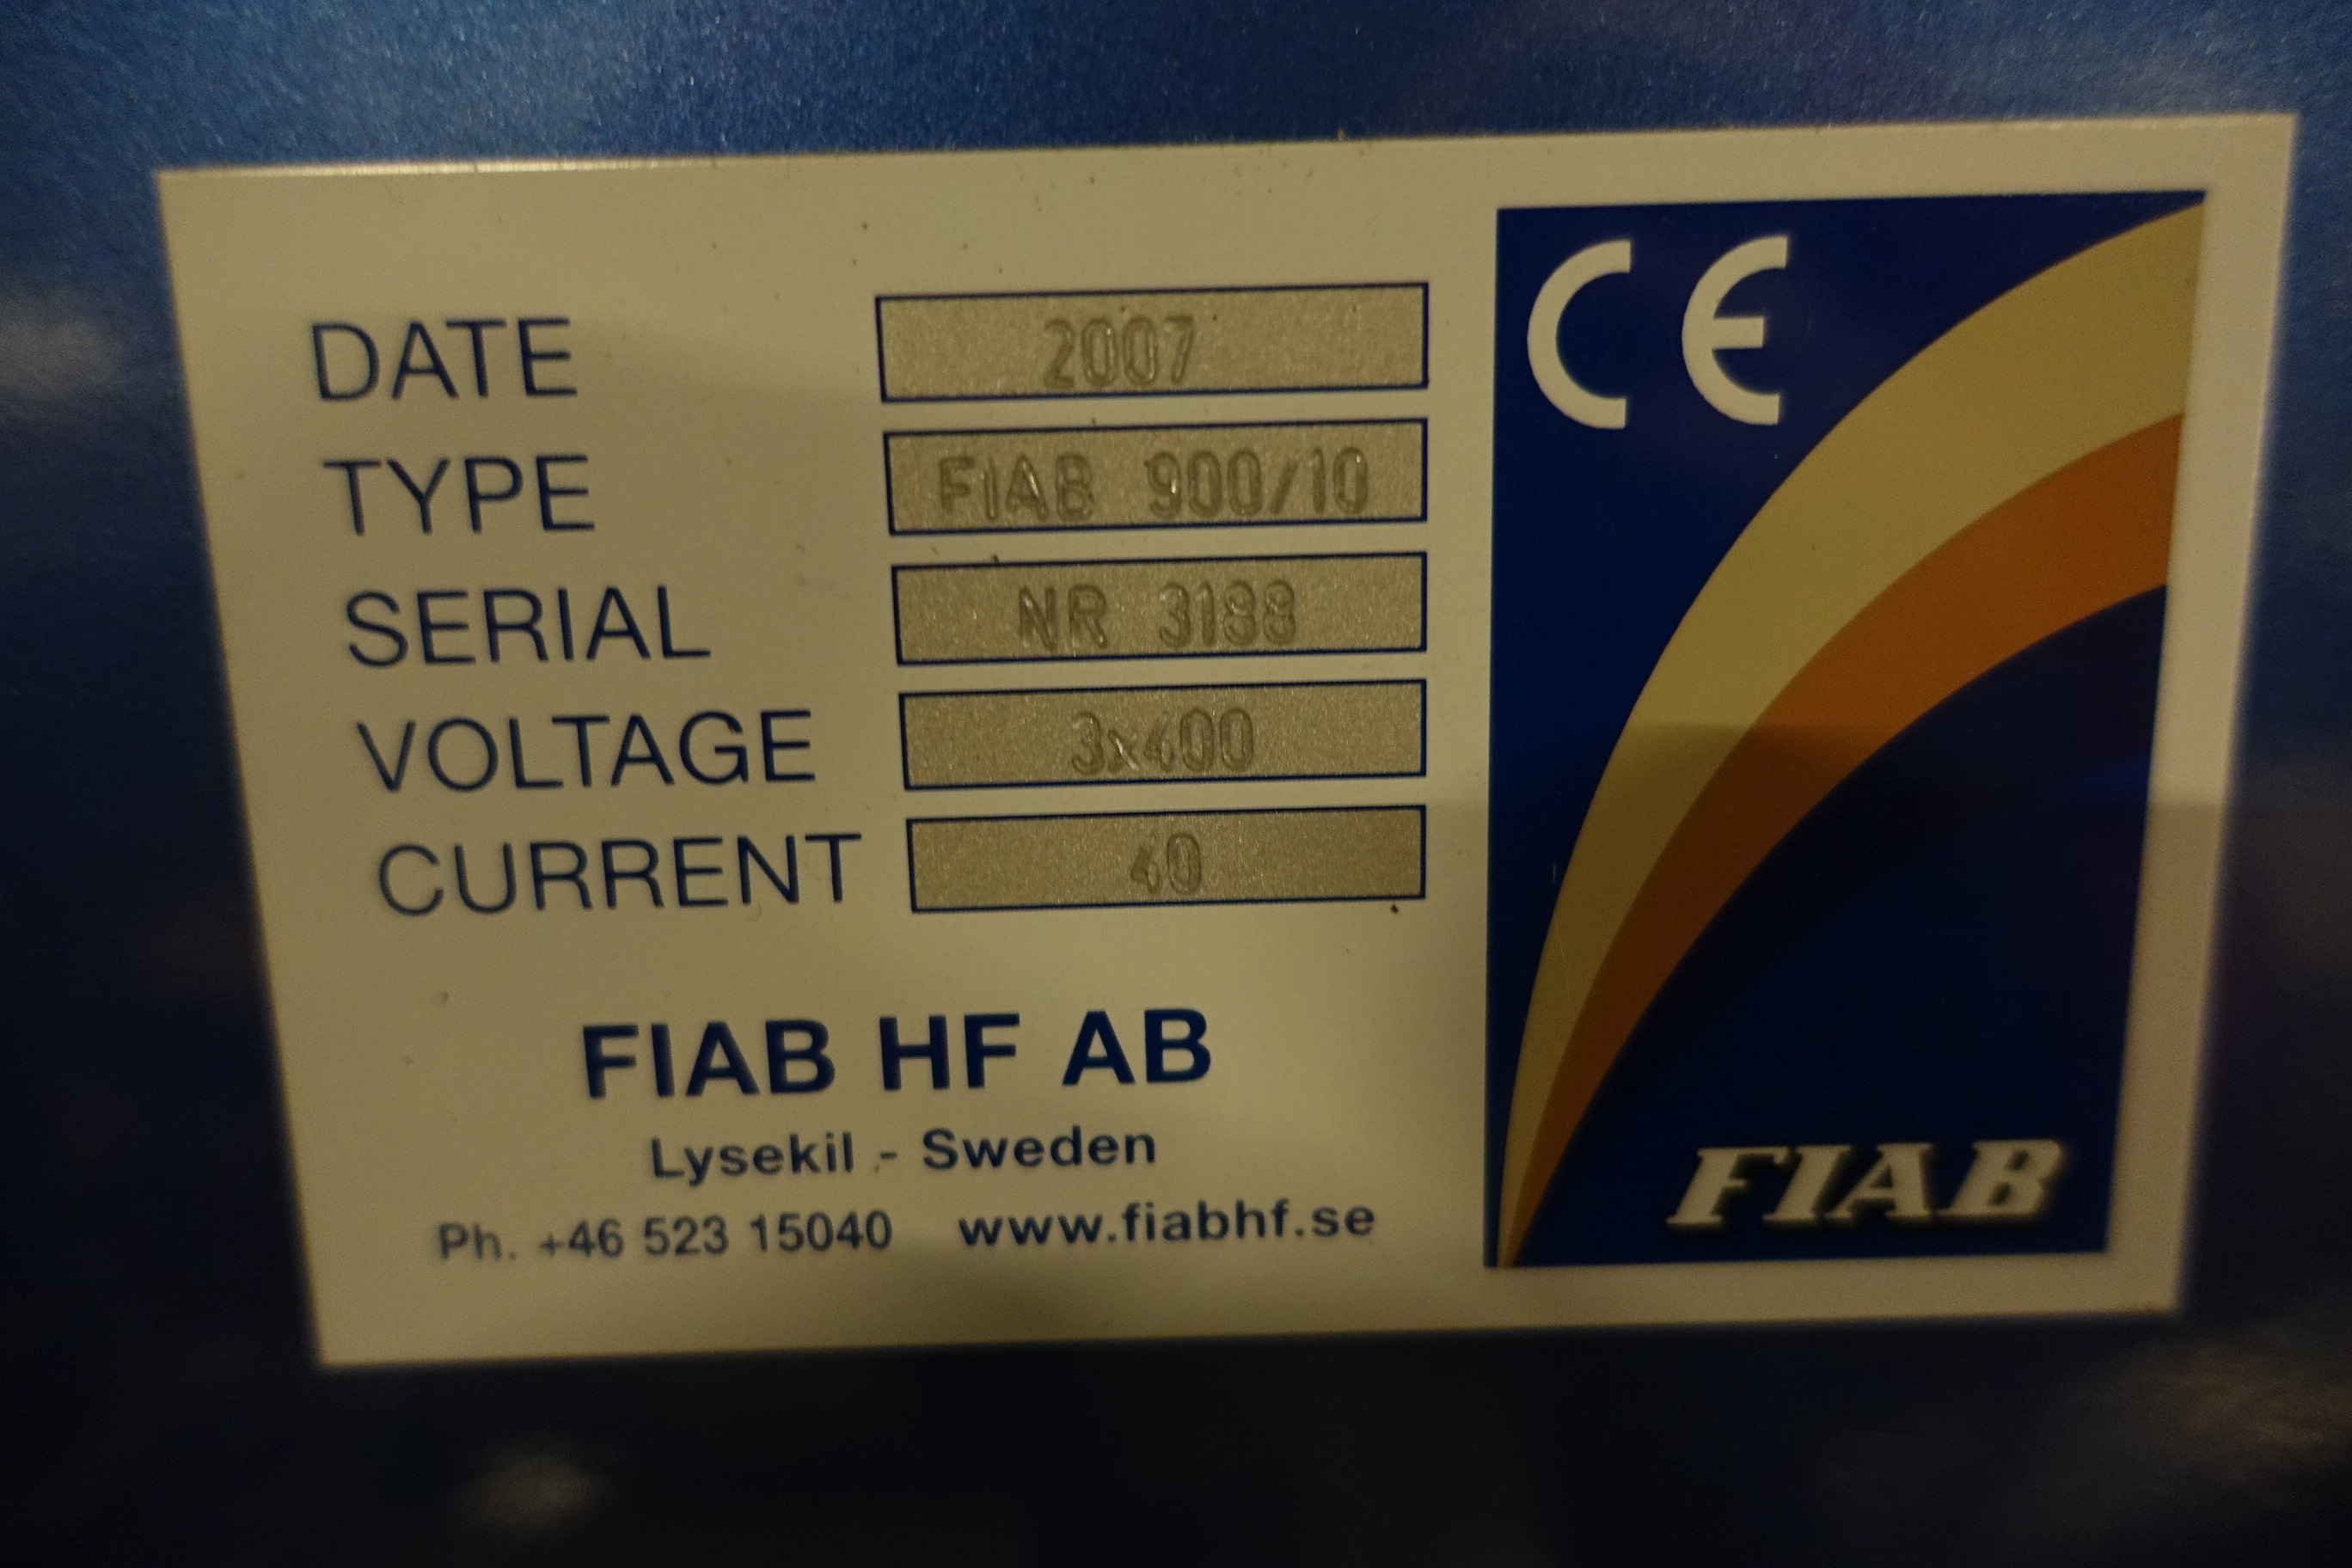 DATE 2007
TYPE FIAB 900/10
SERIAL NR 3188
VOLTAGE 3x400
CURRENT 40
FIAB HF AB
Lysekil - Sweden
Ph. +46 523 15040 www.fiabhf.se
CE
FIAB